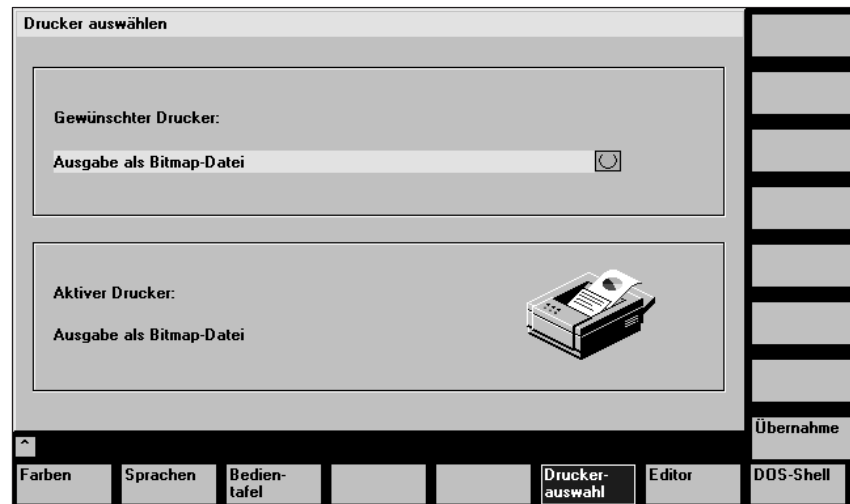 Drucker auswählen
Gewünschter Drucker:
Ausgabe als Bitmap-Datei
Aktiver Drucker:
Ausgabe als Bitmap-Datei
Übernahme
^
Farben
Sprachen
Bedien-
tafel
Drucker-
auswahl
Editor
DOS-Shell